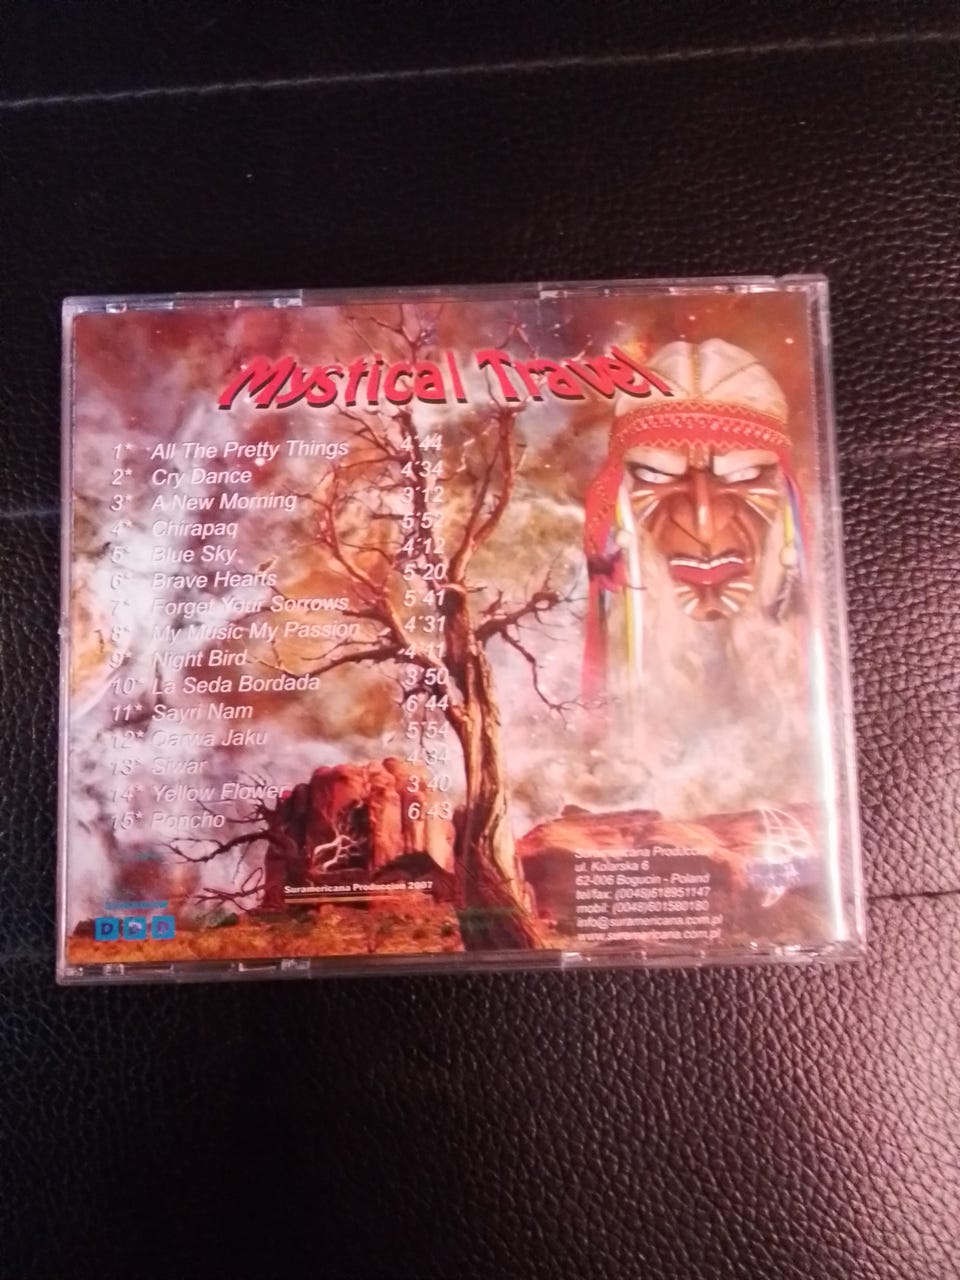 Mystical Travel
1* All The Pretty Things 4'44
2* Cry Dance 4'34
3* A New Morning 3'12
4* Chirapaq 5'52
5* Blue Sky 4'12
6* Brave Hearts 5'20
7* Forget Your Sorrows 5'41
8* My Music My Passion 4'31
9* Night Bird 4'11
10* La Seda Bordada 3'50
11* Sayri Nam 6'44
12* Qarwa Jaku 5'54
13* Siwar 4'34
14* Yellow Flower 3'40
15* Poncho 6'43
Suramericana Produccion 2007
Suramericana Produccion
ul. Kolarska 6
62-006 Bogucin - Poland
tel/fax: (0048)618951147
mobil: (0048)601580180
info@suramericana.com.pl
www.suramericana.com.pl